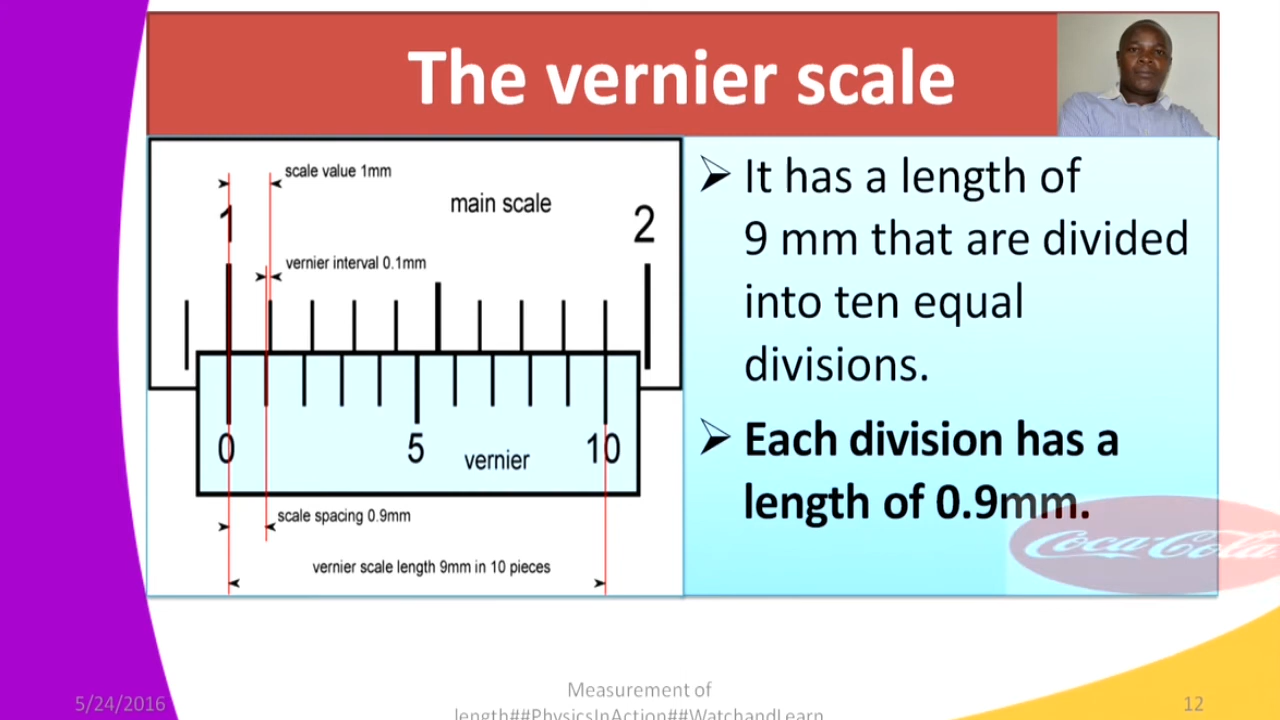 The vernier scale
scale value 1mm
main scale
1
2
vernier interval 0.1mm
0
5
10
vernier
scale spacing 0.9mm
vernier scale length 9mm in 10 pieces
It has a length of
9 mm that are divided
into ten equal
divisions.
Each division has a
length of 0.9mm.
Coca-Cola
5/24/2016
Measurement of
length##PhysicsInAction##WatchandLearn
12